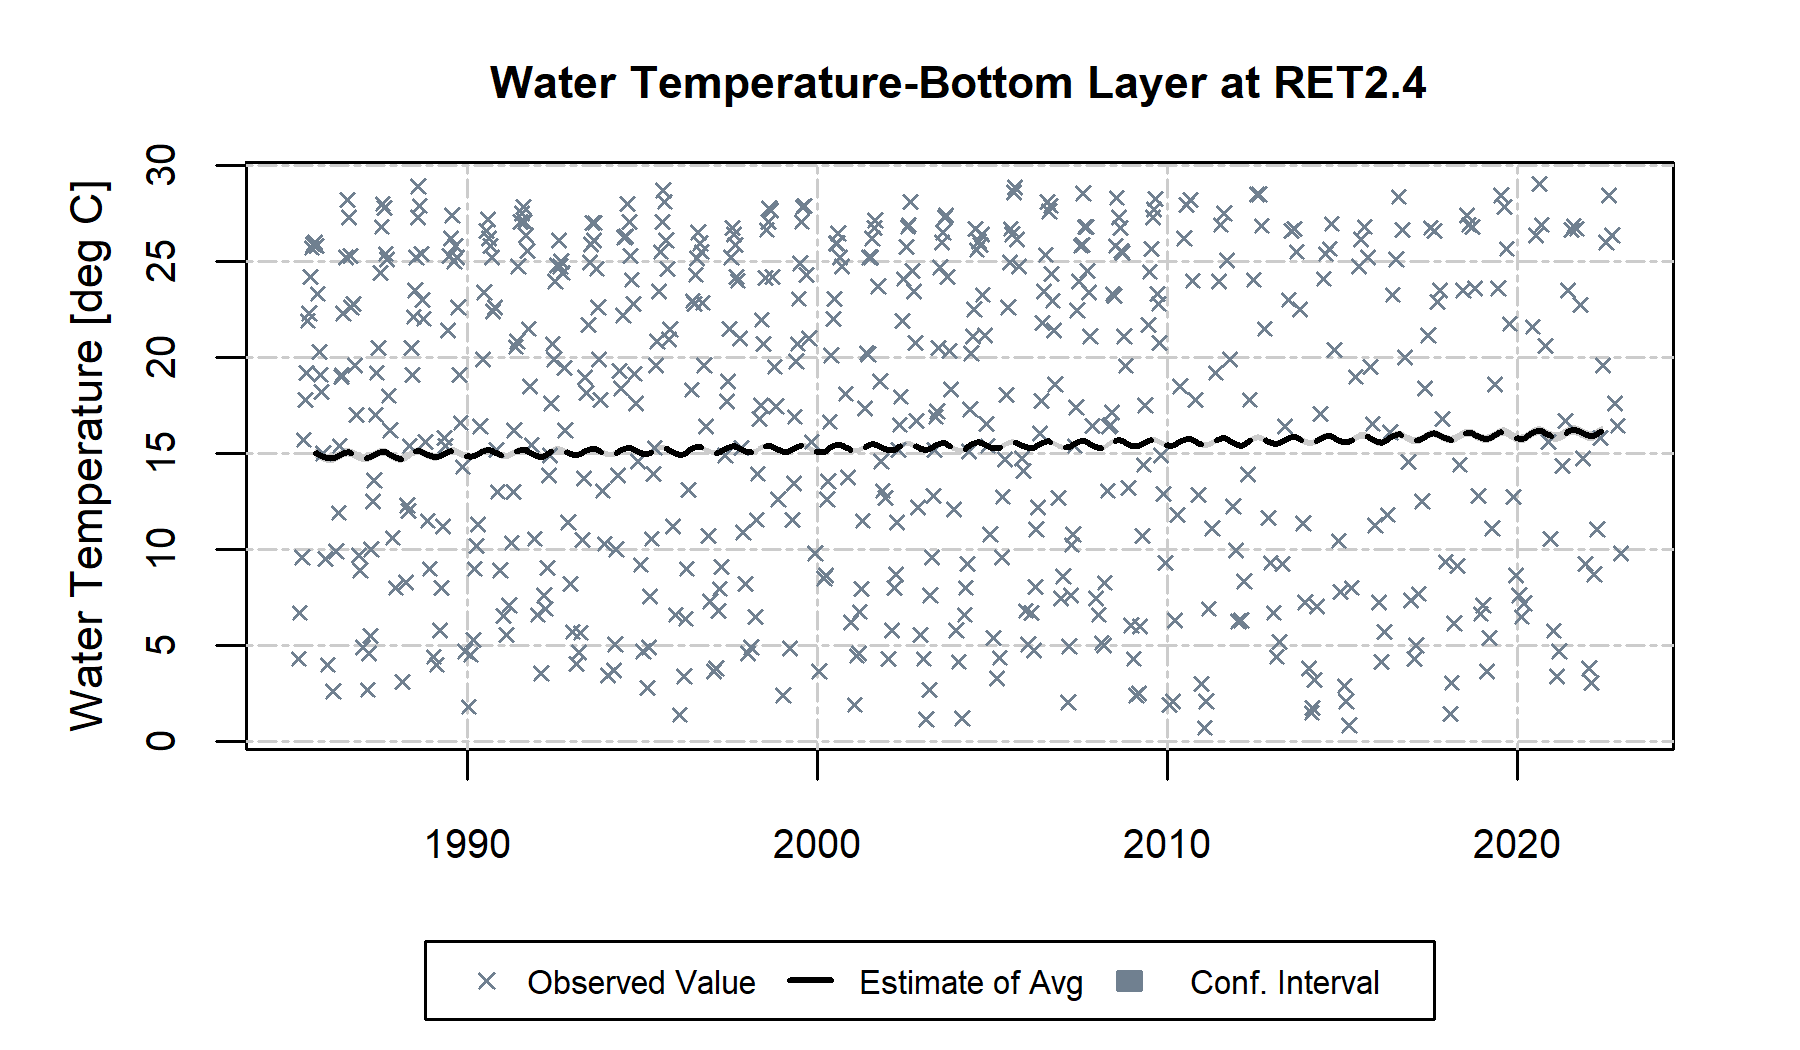 Water Temperature-Bottom Layer at RET2.4
Water Temperature [deg C]
30
25
20
15
10
5
0
1990 2000 2010 2020
Observed Value Estimate of Avg Conf. Interval